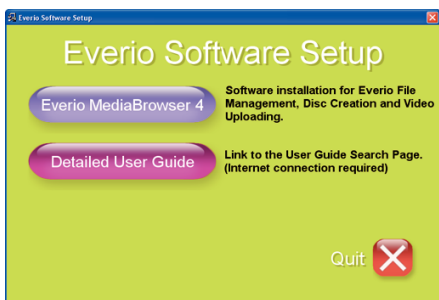 Everio Software Setup
Everio Software Setup
Everio MediaBrowser 4
Software installation for Everio File
Management, Disc Creation and Video
Uploading.
Detailed User Guide
Link to the User Guide Search Page.
(Internet connection required)
Quit